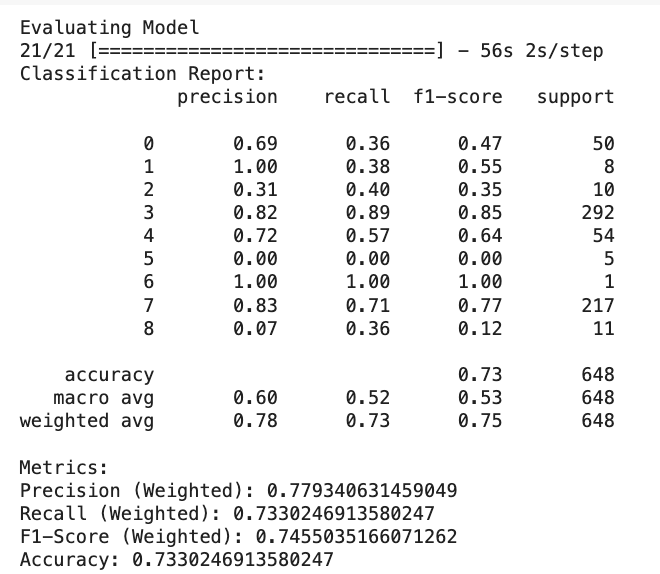 Evaluating Model
21/21 [==============================] - 56s 2s/step
Classification Report:
precision recall f1-score support
0 0.69 0.36 0.47 50
1 1.00 0.38 0.55 8
2 0.31 0.40 0.35 10
3 0.82 0.89 0.85 292
4 0.72 0.57 0.64 54
5 0.00 0.00 0.00 5
6 1.00 1.00 1.00 1
7 0.83 0.71 0.77 217
8 0.07 0.36 0.12 11
accuracy 0.73 648
macro avg 0.60 0.52 0.53 648
weighted avg 0.78 0.73 0.75 648
Metrics:
Precision (Weighted): 0.779340631459049
Recall (Weighted): 0.7330246913580247
F1-Score (Weighted): 0.7455035166071262
Accuracy: 0.7330246913580247